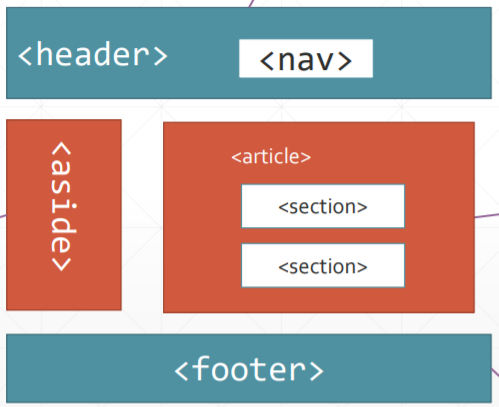 <header>
<nav>
<aside>
<article>
<section>
<section>
<footer>